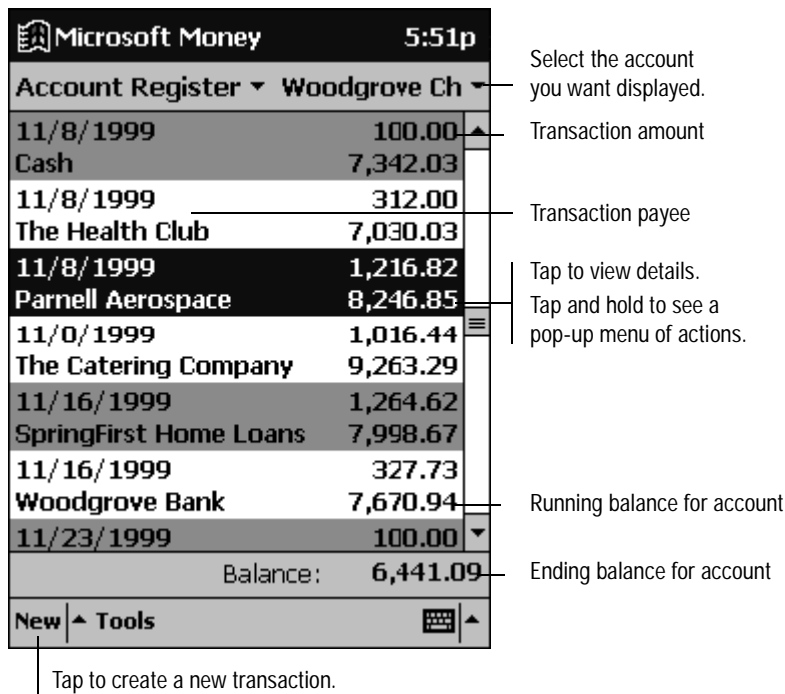 Microsoft Money 5:51p
Account Register Woodgrove Ch
11/8/1999 100.00
Cash 7,342.03
11/8/1999 312.00
The Health Club 7,030.03
11/8/1999 1,216.82
Parnell Aerospace 8,246.85
11/0/1999 1,016.44
The Catering Company 9,263.29
11/16/1999 1,264.62
SpringFirst Home Loans 7,998.67
11/16/1999 327.73
Woodgrove Bank 7,670.94
11/23/1999 100.00
Balance: 6,441.09
New Tools
Select the account
you want displayed.
Transaction amount
Transaction payee
Tap to view details.
Tap and hold to see a
pop-up menu of actions.
Running balance for account
Ending balance for account
Tap to create a new transaction.